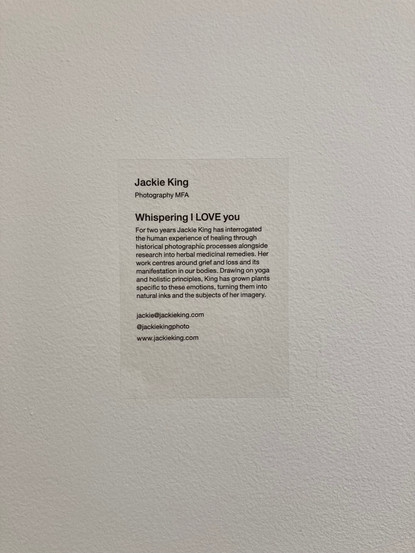 Jackie King
Photography MFA
Whispering I LOVE you
For two years Jackie King has interrogated
the human experience of healing through
historical photographic processes alongside
research into herbal medicinal remedies. Her
work centres around grief and loss and its
manifestation in our bodies. Drawing on yoga
and holistic principles, King has grown plants
specific to these emotions, turning them into
natural inks and the subjects of her imagery.
jackie@jackieking.com
@jackiekingphoto
www.jackieking.com